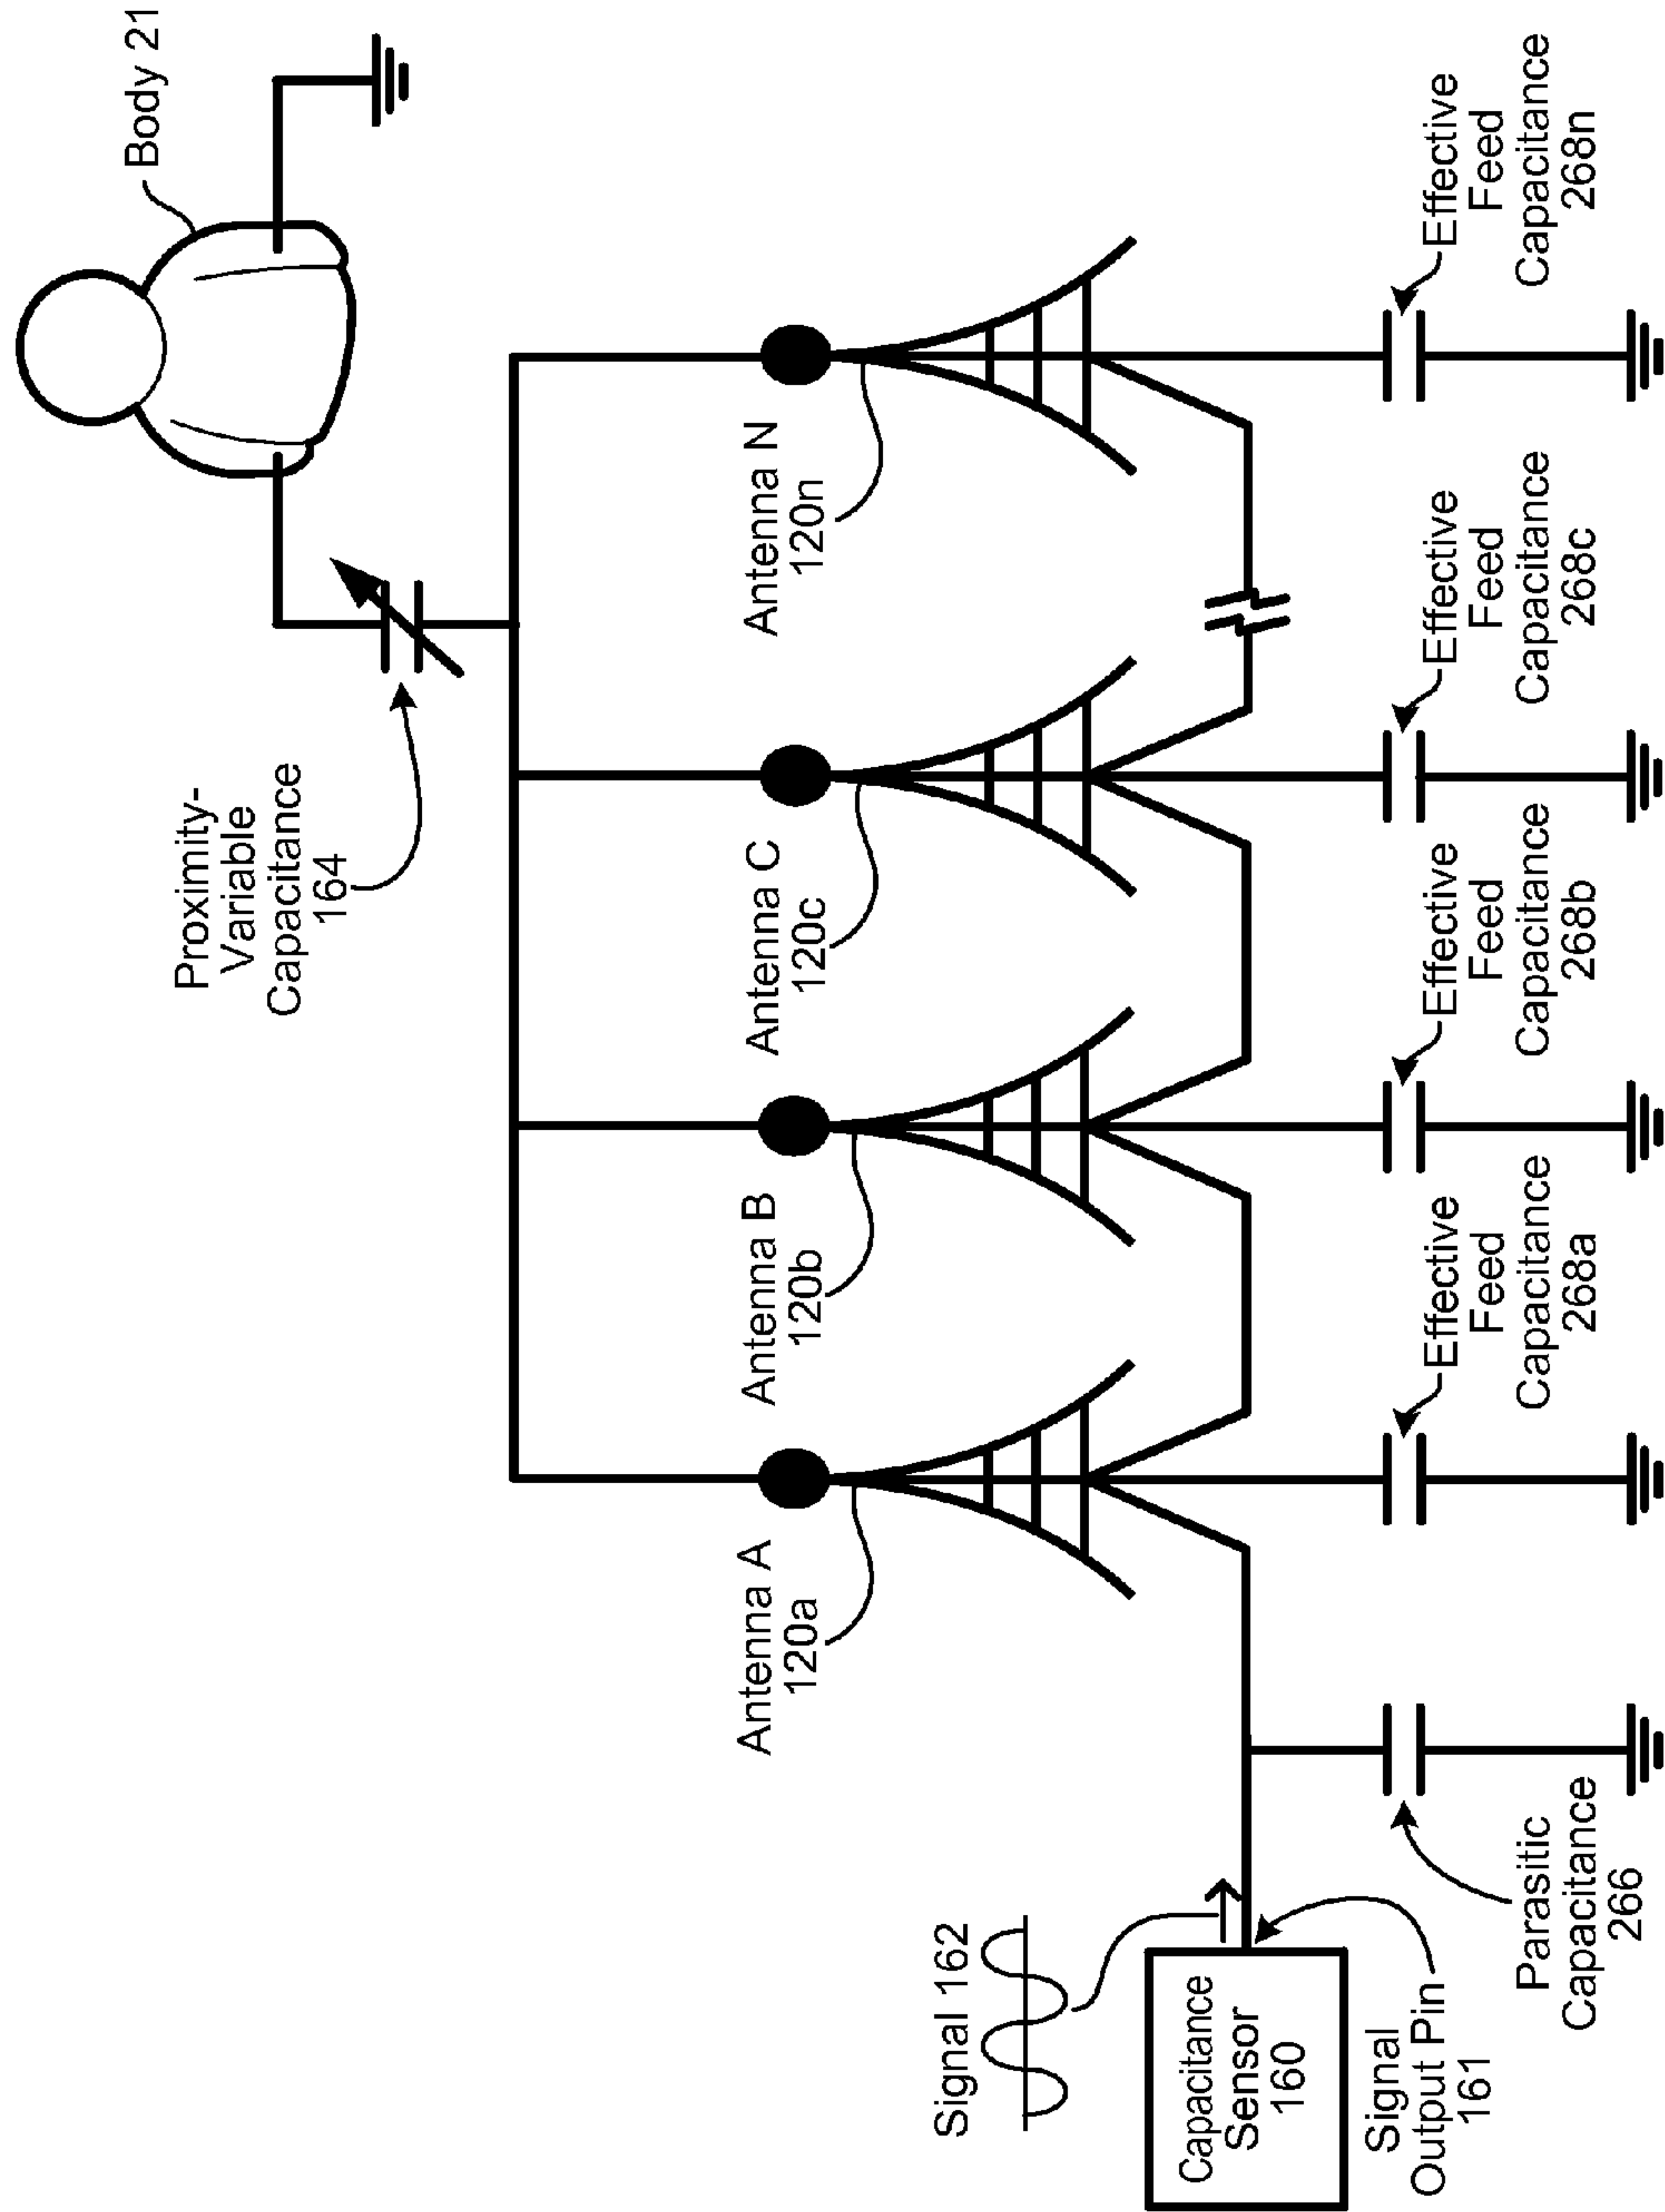 Body 21
Proximity-
Variable
Capacitance
164
Antenna A
120a
Antenna B
120b
Antenna C
120c
Antenna N
120n
Signal 162
Capacitance
Sensor
160
Signal
Output Pin
161
Parasitic
Capacitance
266
Effective
Feed
Capacitance
268a
Effective
Feed
Capacitance
268b
Effective
Feed
Capacitance
268c
Effective
Feed
Capacitance
268n